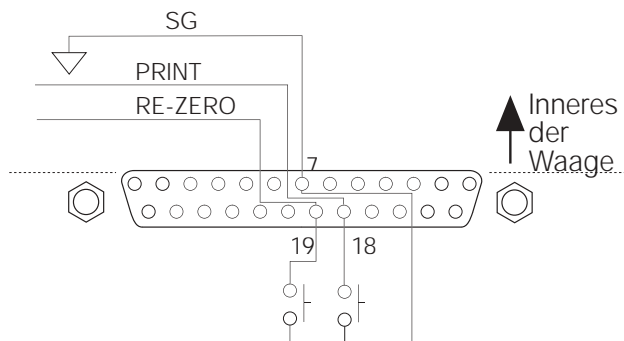 SG
PRINT
RE-ZERO
Inneres
der
Waage
7
19 18